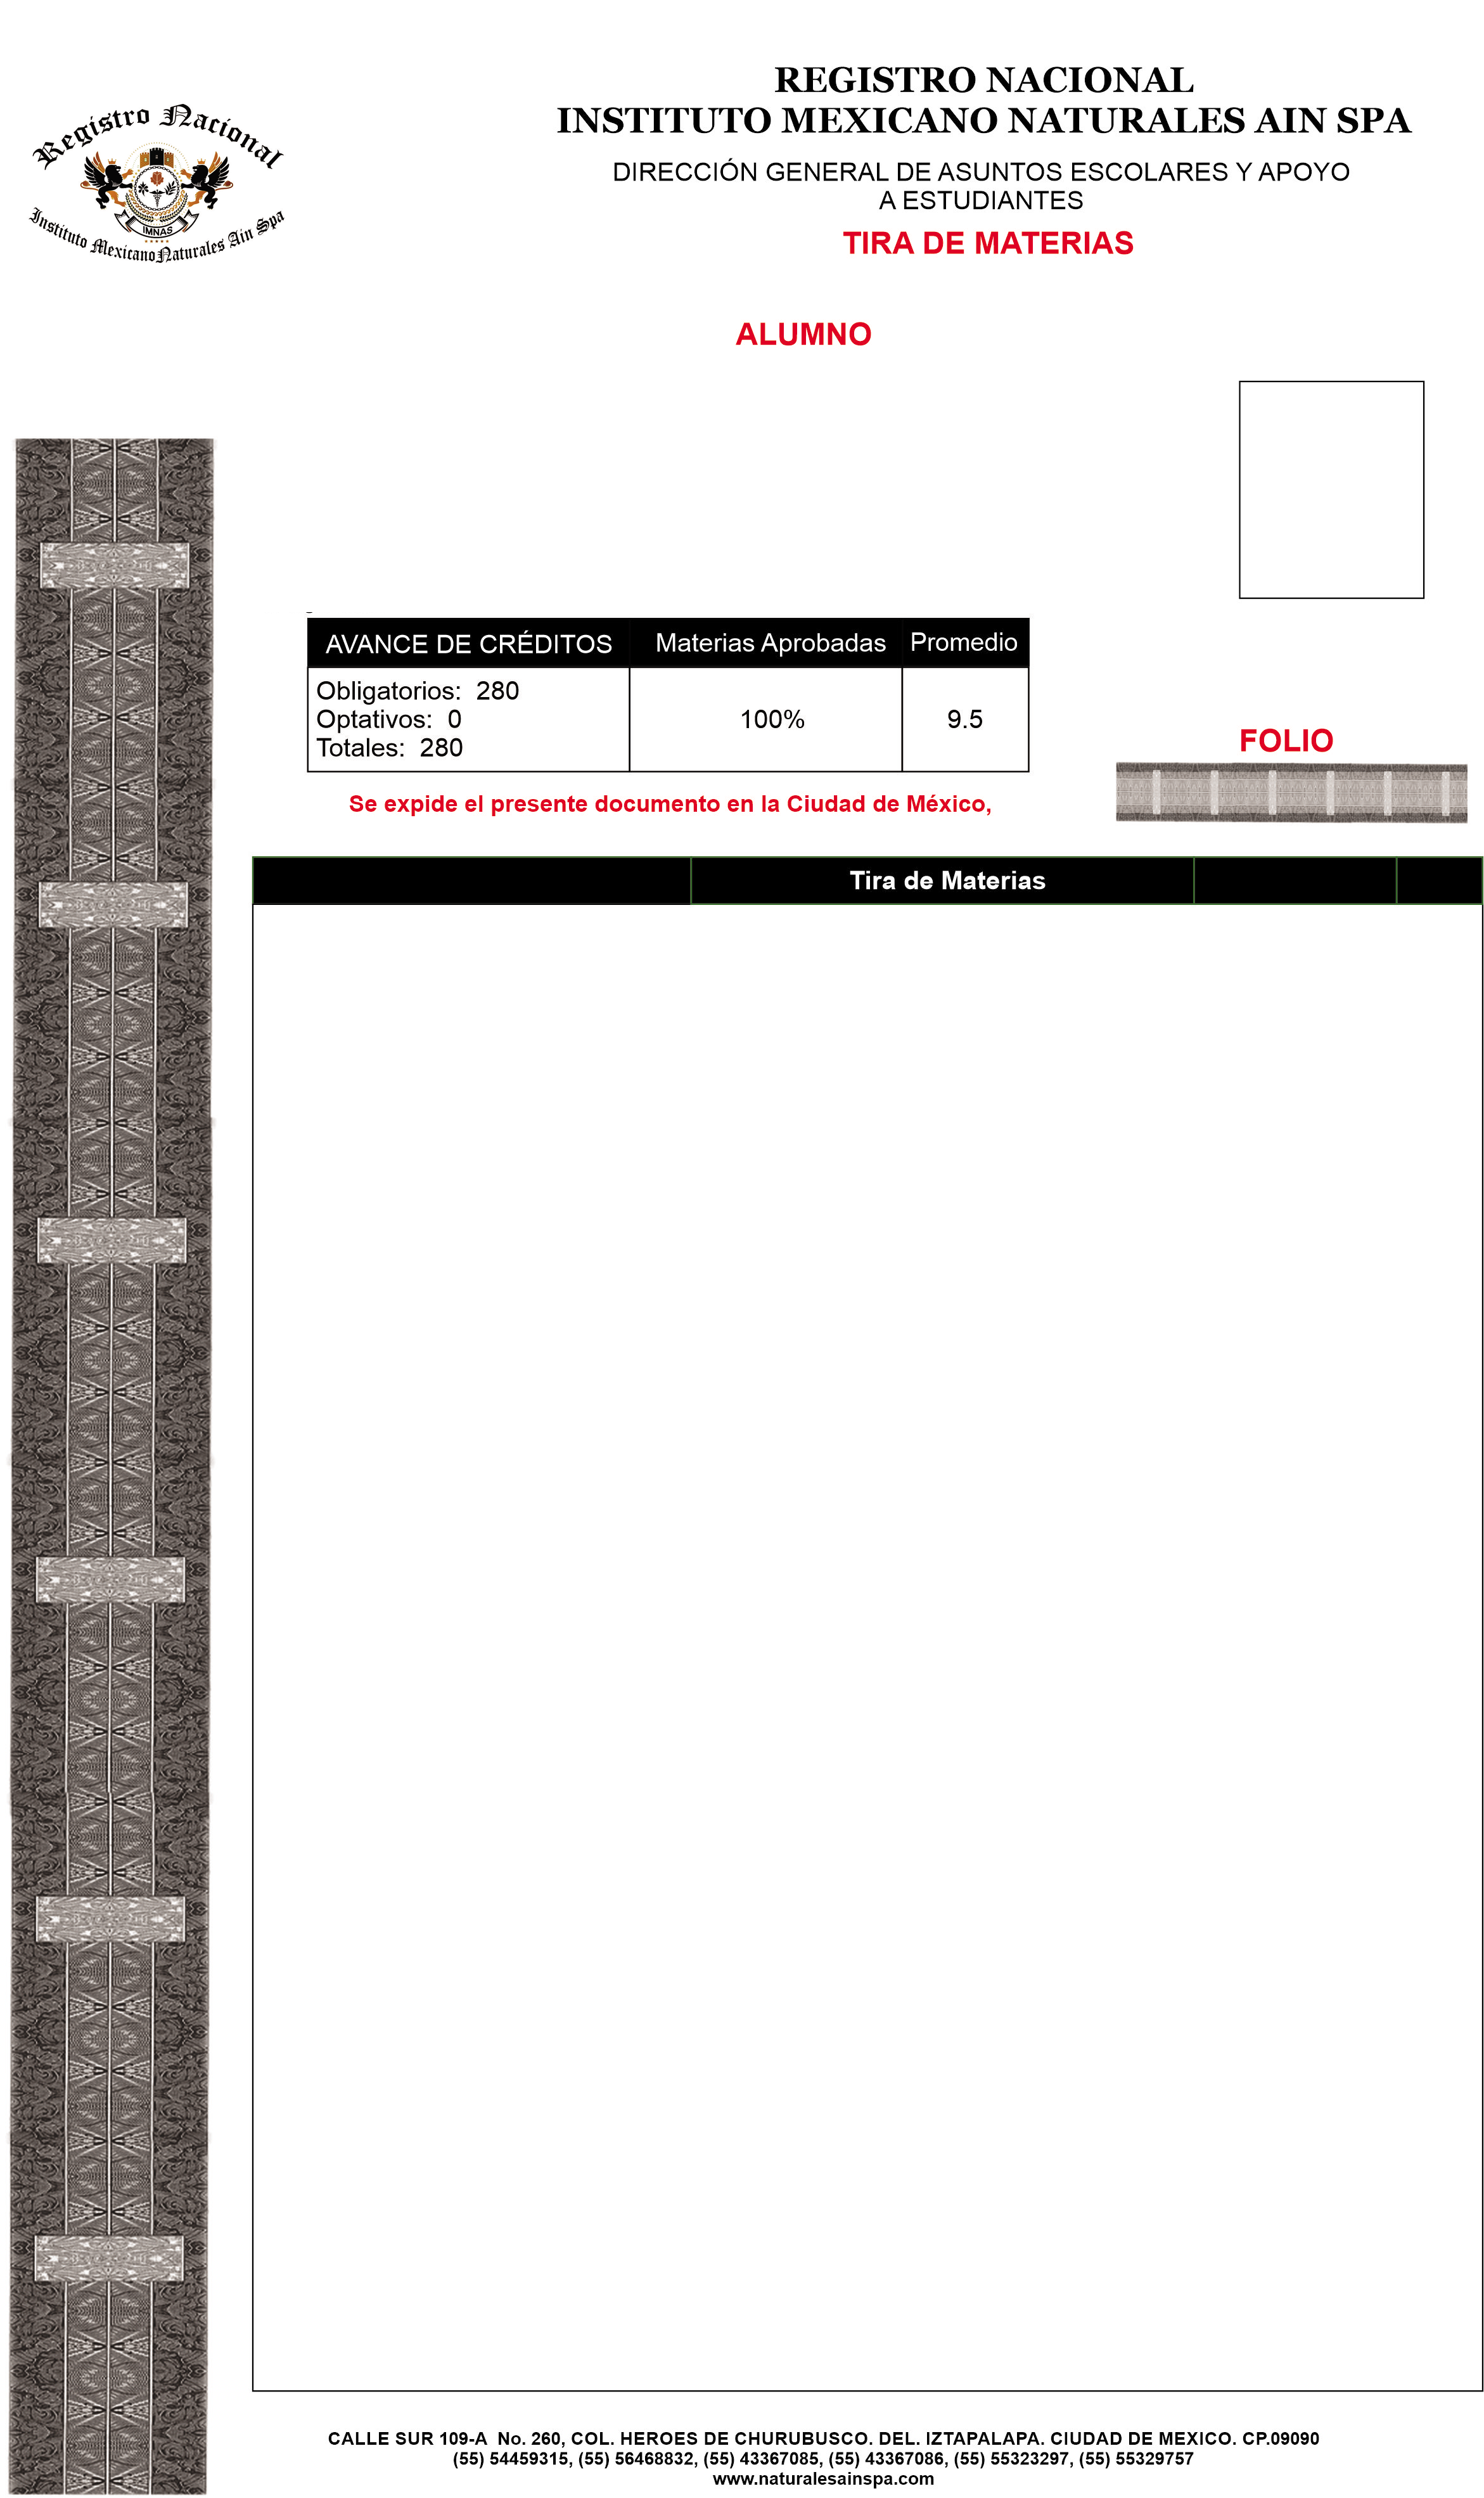 Registro Nacional
IMNAS
Instituto Mexicano Naturales Ain Spa
REGISTRO NACIONAL
INSTITUTO MEXICANO NATURALES AIN SPA
DIRECCIÓN GENERAL DE ASUNTOS ESCOLARES Y APOYO
A ESTUDIANTES
TIRA DE MATERIAS
ALUMNO
AVANCE DE CRÉDITOS Materias Aprobadas Promedio
Obligatorios: 280
Optativos: 0
Totales: 280
100%
9.5
FOLIO
Se expide el presente documento en la Ciudad de México,
Tira de Materias
CALLE SUR 109-A No. 260, COL. HEROES DE CHURUBUSCO. DEL. IZTAPALAPA. CIUDAD DE MEXICO. CP.09090
(55) 54459315, (55) 56468832, (55) 43367085, (55) 43367086, (55) 55323297, (55) 55329757
www.naturalesainspa.com